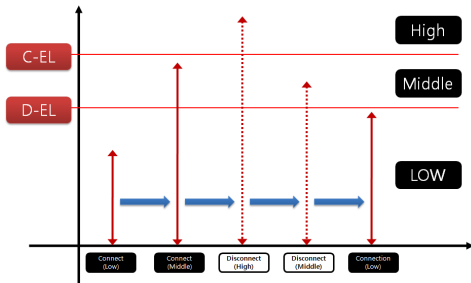 High
C-EL
Middle
D-EL
LOW
Connect
(Low)
Connect
(Middle)
Disconnect
(High)
Disconnect
(Middle)
Connection
(Low)